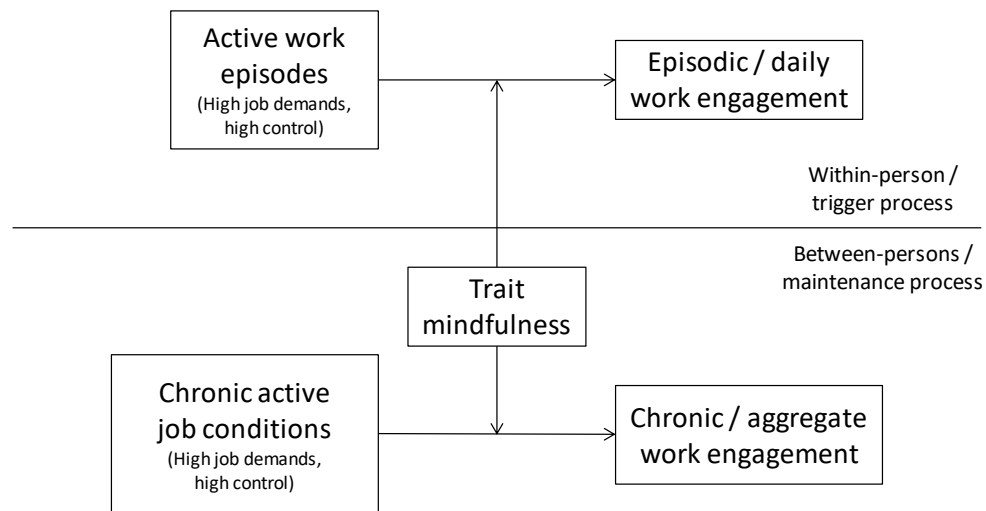 Active work
episodes
(High job demands,
high control)
Episodic / daily
work engagement
Within-person /
trigger process
Between-persons /
maintenance process
Trait
mindfulness
Chronic active
job conditions
(High job demands,
high control)
Chronic / aggregate
work engagement